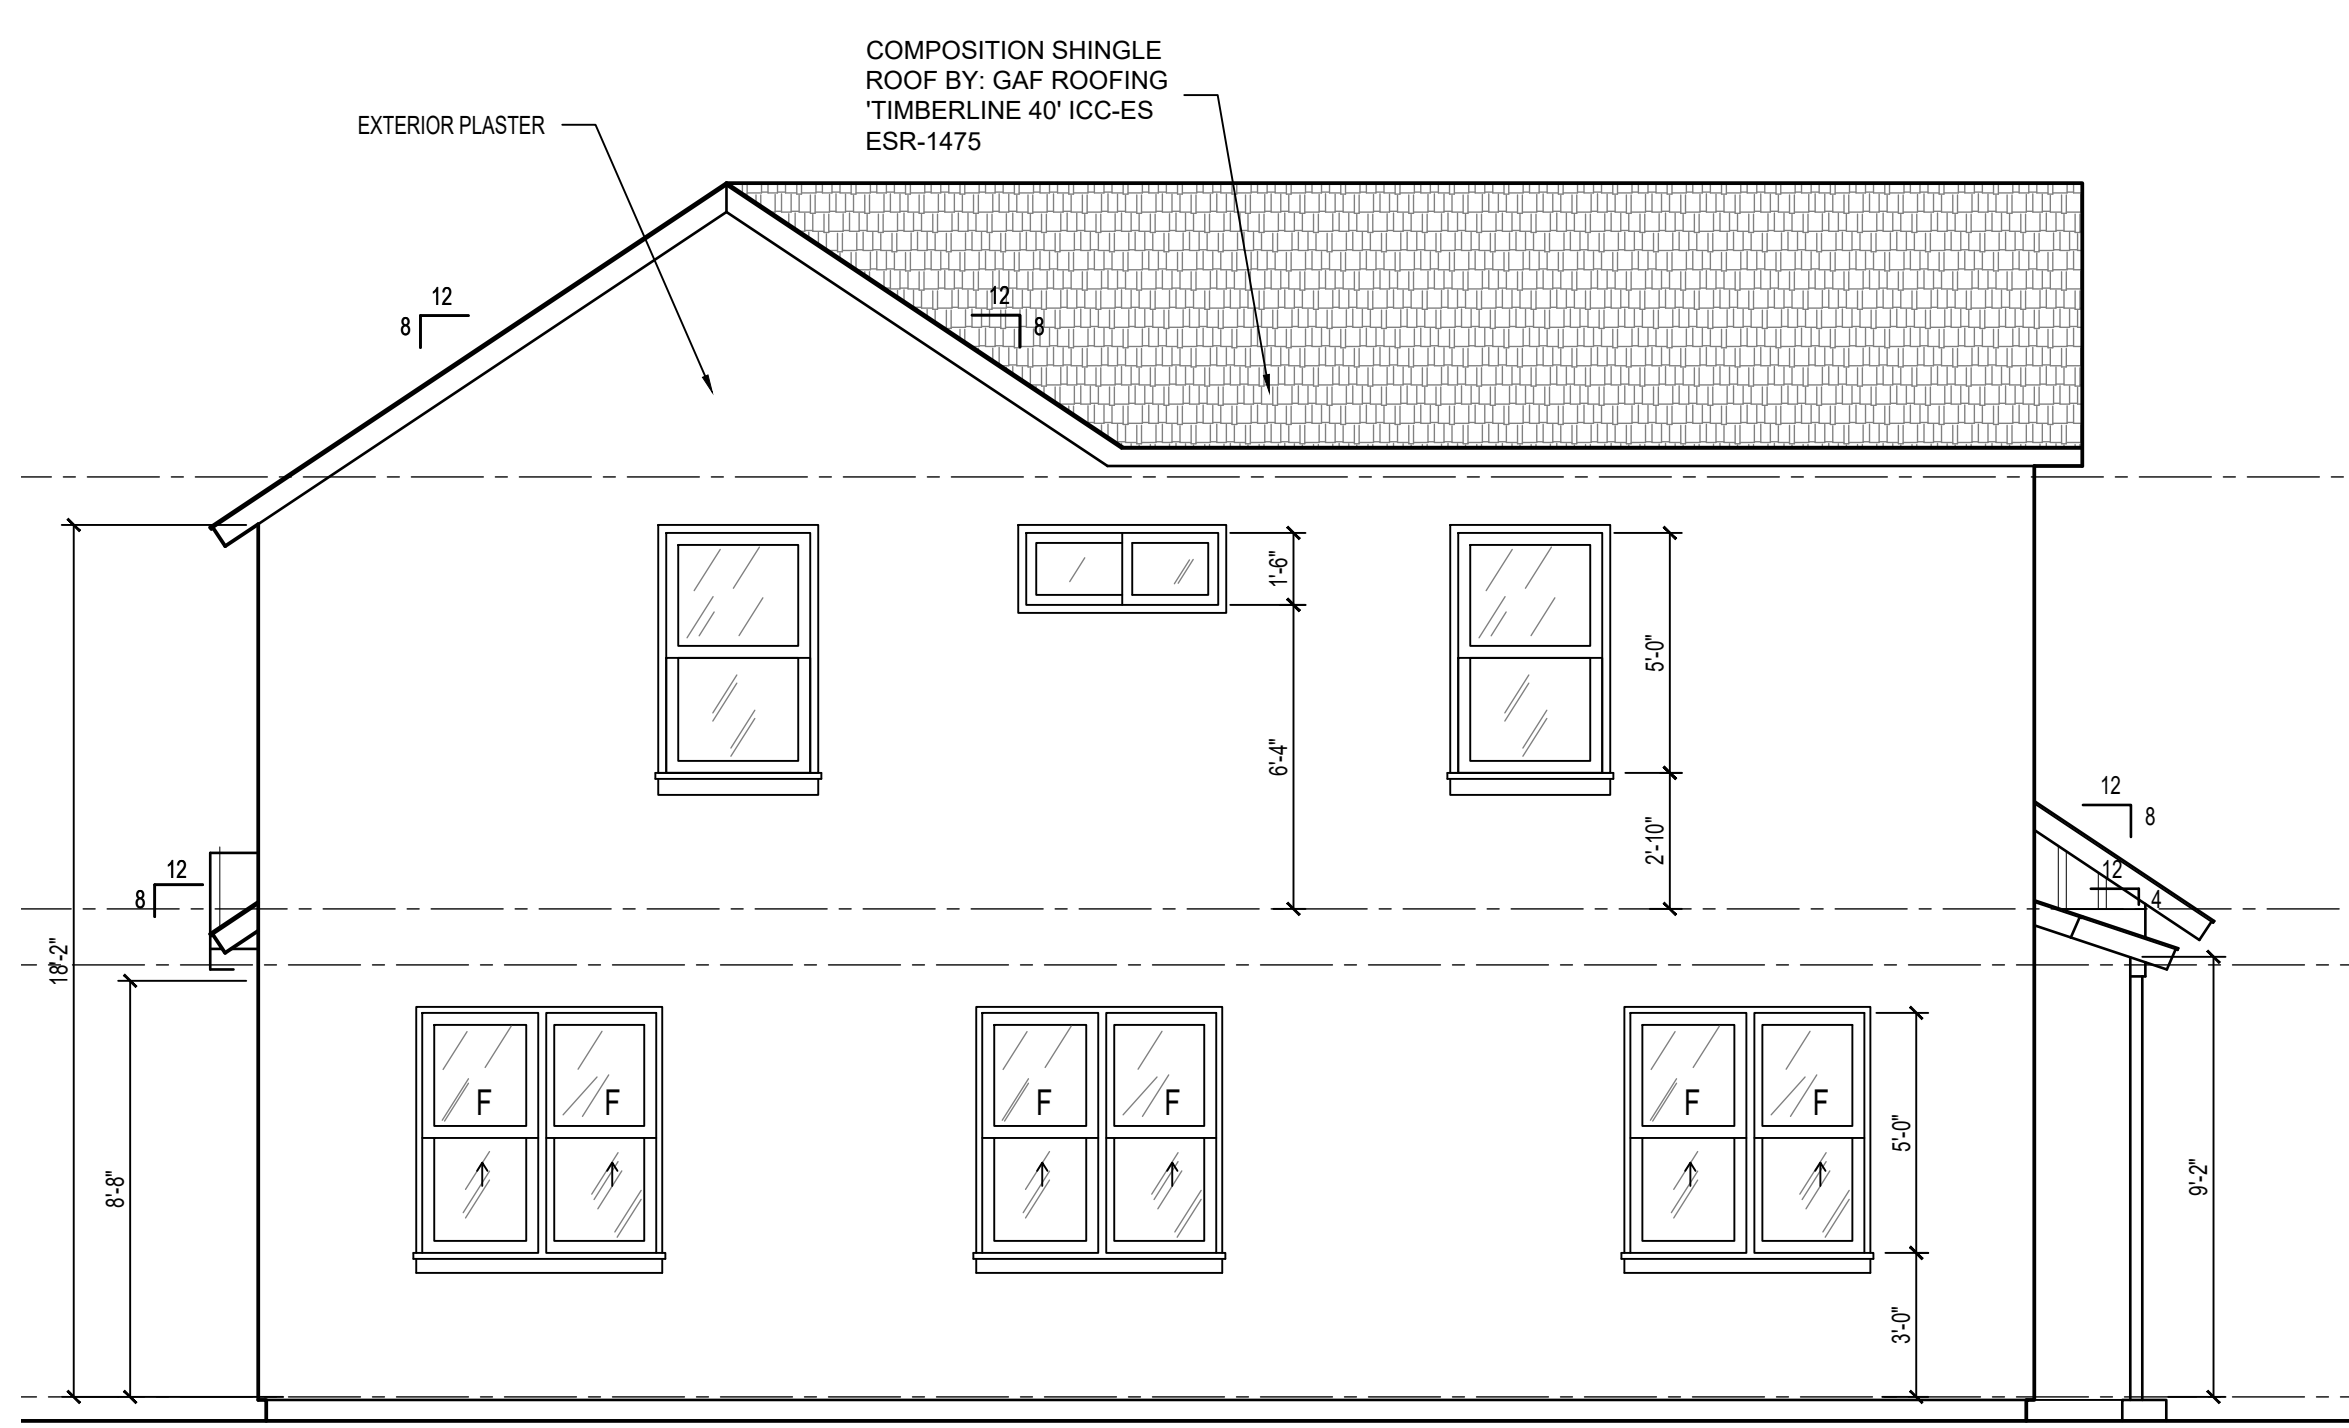 COMPOSITION SHINGLE
ROOF BY: GAF ROOFING
'TIMBERLINE 40' ICC-ES
ESR-1475
EXTERIOR PLASTER
12
8
12
8
1'-6"
5'-0"
6'-4"
2'-10"
12
8
12
4
12
8
18'-2"
8'-8"
F
F
F
F
F
F
5'-0"
3'-0"
9'-2"